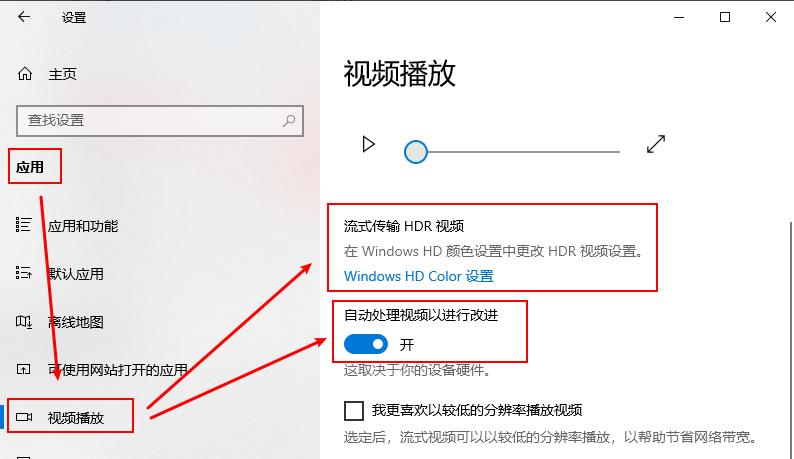 设置
主页
查找设置
应用
应用和功能
默认应用
离线地图
可使用网站打开的应用
视频播放
视频播放
流式传输 HDR 视频
在 Windows HD 颜色设置中更改 HDR 视频设置。
Windows HD Color 设置
自动处理视频以进行改进
开
这取决于你的设备硬件。
我更喜欢以较低的分辨率播放视频
选定后，流式视频可以以较低的分辨率播放，以帮助节省网络带宽。